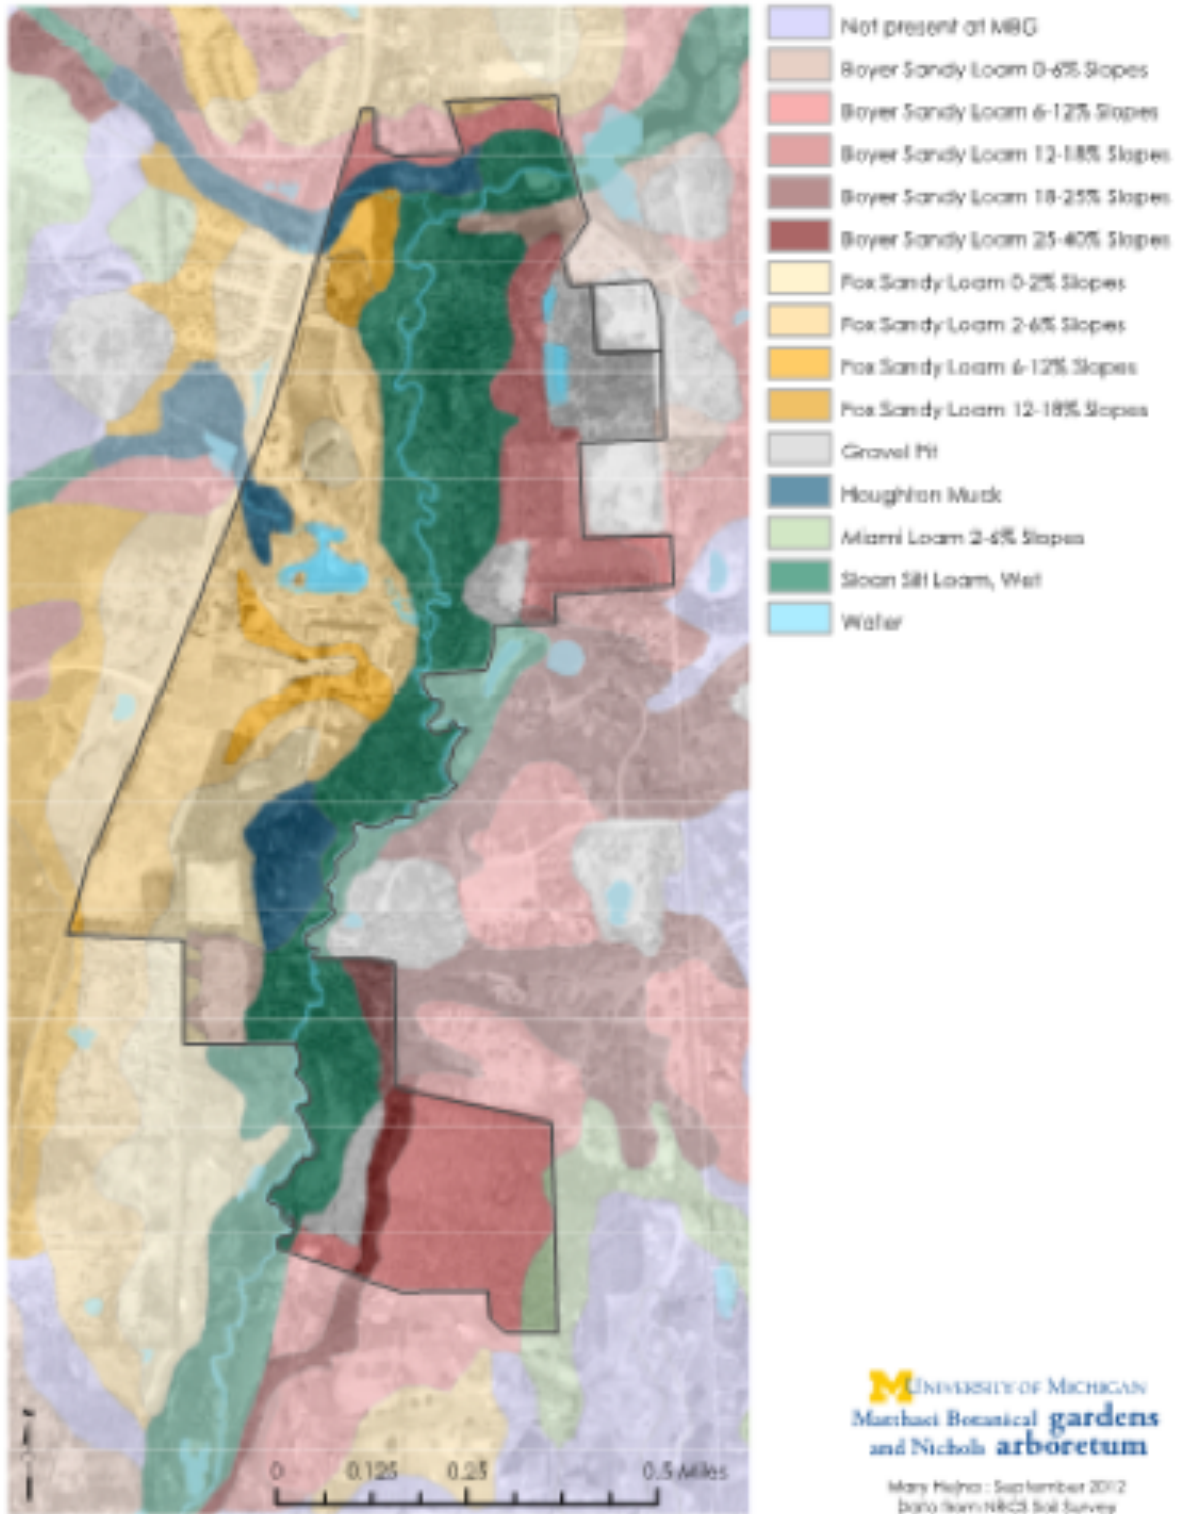 Not present at MBG
Boyer Sandy Loam 0-6% Slopes
Boyer Sandy Loam 6-12% Slopes
Boyer Sandy Loam 12-18% Slopes
Boyer Sandy Loam 18-25% Slopes
Boyer Sandy Loam 25-40% Slopes
Fox Sandy Loam 0-2% Slopes
Fox Sandy Loam 2-6% Slopes
Fox Sandy Loam 6-12% Slopes
Fox Sandy Loam 12-18% Slopes
Gravel Pit
Houghton Muck
Miami Loam 2-6% Slopes
Sloan Silt Loam, Wet
Water
0 0.125 0.25 0.5 Miles
M UNIVERSITY OF MICHIGAN
Matthaei Botanical gardens
and Nichols arboretum
Mary Hejna : September 2012
Data from NRCS Soil Survey